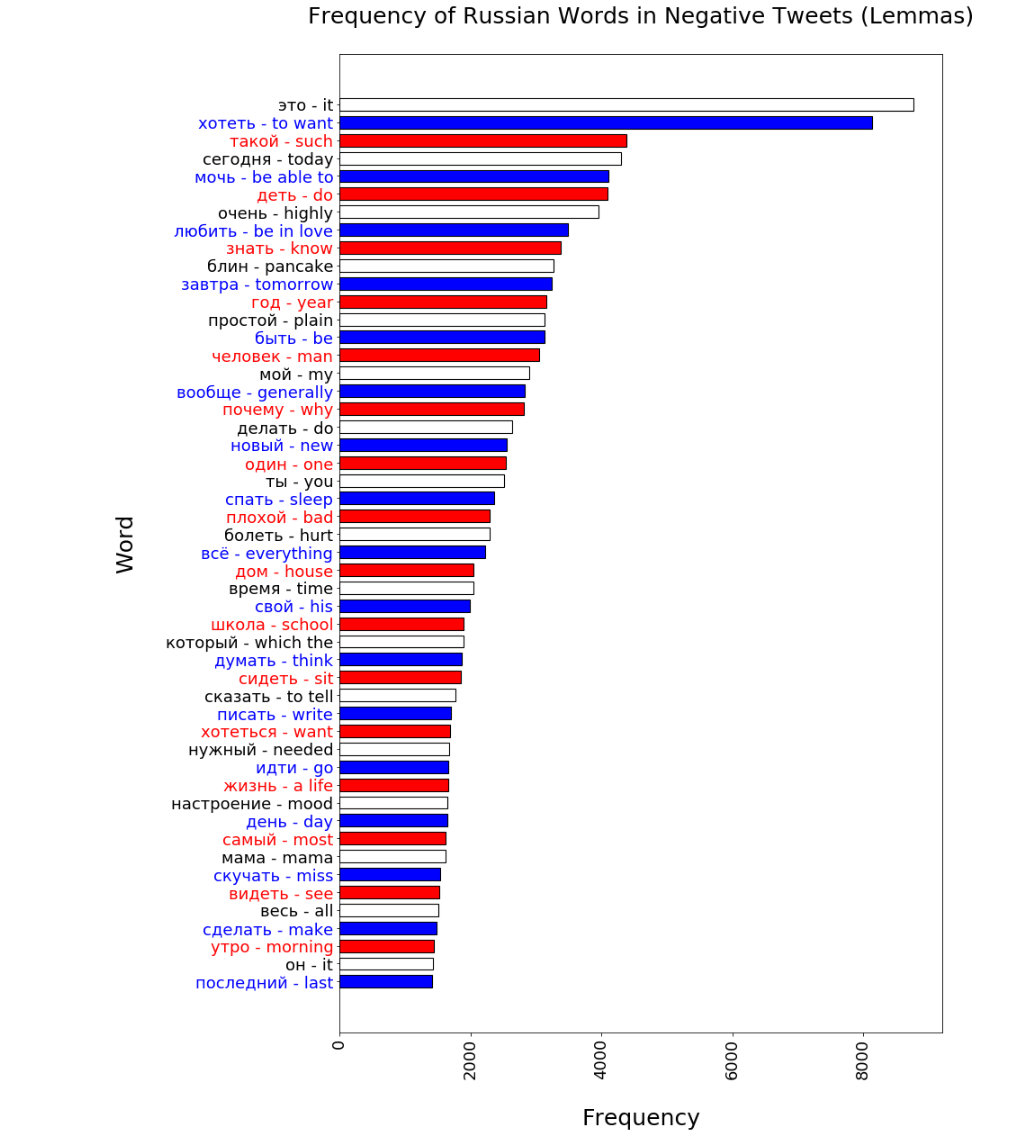 Frequency of Russian Words in Negative Tweets (Lemmas)
это - it
хотеть - to want
такой - such
сегодня - today
мочь - be able to
деть - do
очень - highly
любить - be in love
знать - know
блин - pancake
завтра - tomorrow
год - year
простой - plain
быть - be
человек - man
мой - my
вообще - generally
почему - why
делать - do
новый - new
один - one
ты - you
спать - sleep
плохой - bad
болеть - hurt
всё - everything
дом - house
время - time
свой - his
школа - school
который - which the
думать - think
сидеть - sit
сказать - to tell
писать - write
хотеться - want
нужный - needed
идти - go
жизнь - a life
настроение - mood
день - day
самый - most
мама - mama
скучать - miss
видеть - see
весь - all
сделать - make
утро - morning
он - it
последний - last
Word
0
2000
4000
6000
8000
Frequency